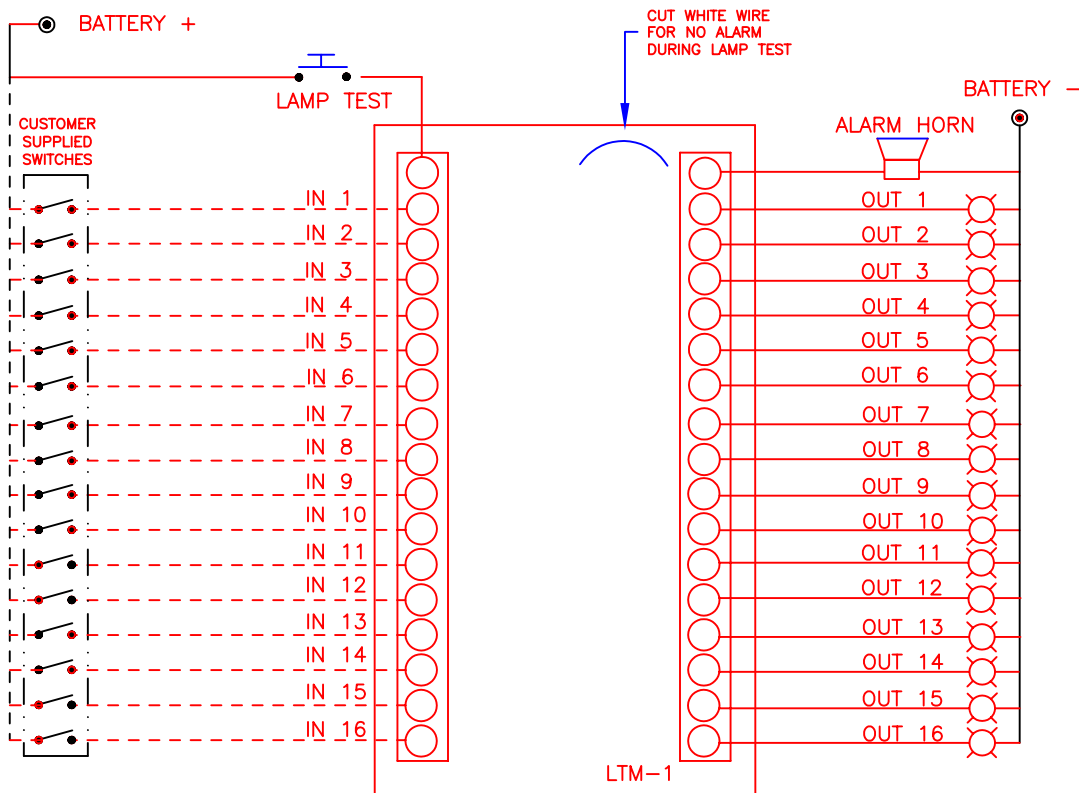 CUT WHITE WIRE
FOR NO ALARM
DURING LAMP TEST
BATTERY +
LAMP TEST
BATTERY -
ALARM HORN
CUSTOMER
SUPPLIED
SWITCHES
IN 1
OUT 1
IN 2
OUT 2
IN 3
OUT 3
IN 4
OUT 4
IN 5
OUT 5
IN 6
OUT 6
IN 7
OUT 7
IN 8
OUT 8
IN 9
OUT 9
IN 10
OUT 10
IN 11
OUT 11
IN 12
OUT 12
IN 13
OUT 13
IN 14
OUT 14
IN 15
OUT 15
IN 16
OUT 16
LTM-1